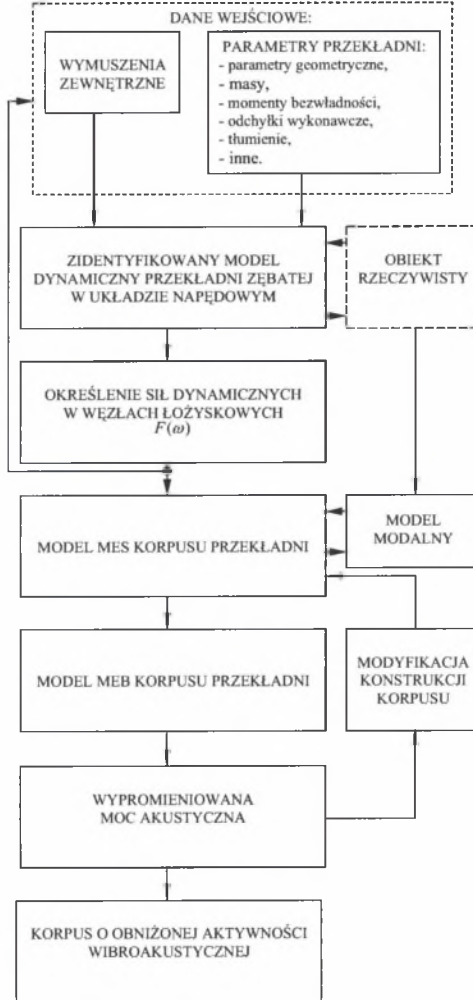 DANE WEJŚCIOWE:
WYMUSZENIA
ZEWNĘTRZNE
PARAMETRY PRZEKŁADNI:
- parametry geometryczne,
- masy,
- momenty bezwładności,
- odchyłki wykonawcze,
- tłumienie,
- inne.
ZIDENTYFIKOWANY MODEL
DYNAMICZNY PRZEKŁADNI ZĘBATEJ
W UKŁADZIE NAPĘDOWYM
OBIEKT
RZECZYWISTY
OKREŚLENIE SIŁ DYNAMICZNYCH
W WĘZŁACH ŁOŻYSKOWYCH
F(ω)
MODEL MES KORPUSU PRZEKŁADNI
MODEL
MODALNY
MODEL MEB KORPUSU PRZEKŁADNI
MODYFIKACJA
KONSTRUKCJI
KORPUSU
WYPROMIENIOWANA
MOC AKUSTYCZNA
KORPUS O OBNIŻONEJ AKTYWNOŚCI
WIBROAKUSTYCZNEJ